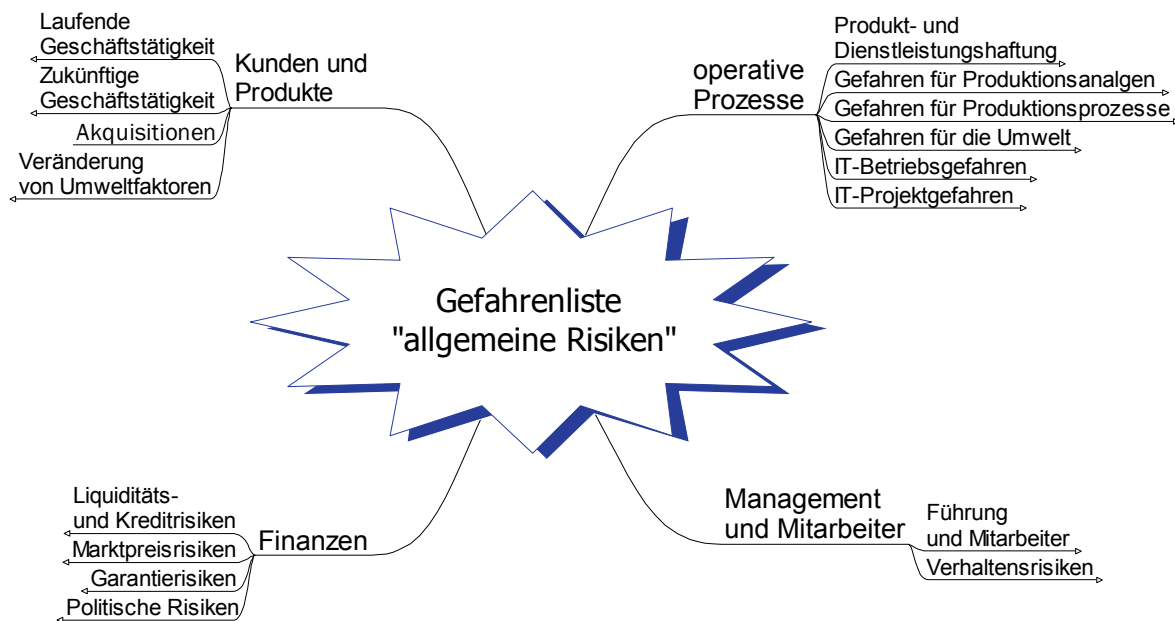 Laufende
Geschäftstätigkeit
Zukünftige
Geschäftstätigkeit
Akquisitionen
Veränderung
von Umweltfaktoren
Kunden und
Produkte
operative
Prozesse
Produkt- und
Dienstleistungshaftung
Gefahren für Produktionsanalgen
Gefahren für Produktionsprozesse
Gefahren für die Umwelt
IT-Betriebsgefahren
IT-Projektgefahren
Gefahrenliste
"allgemeine Risiken"
Liquiditäts-
und Kreditrisiken
Marktpreisrisiken
Garantierisiken
Politische Risiken
Finanzen
Management
und Mitarbeiter
Führung
und Mitarbeiter
Verhaltensrisiken